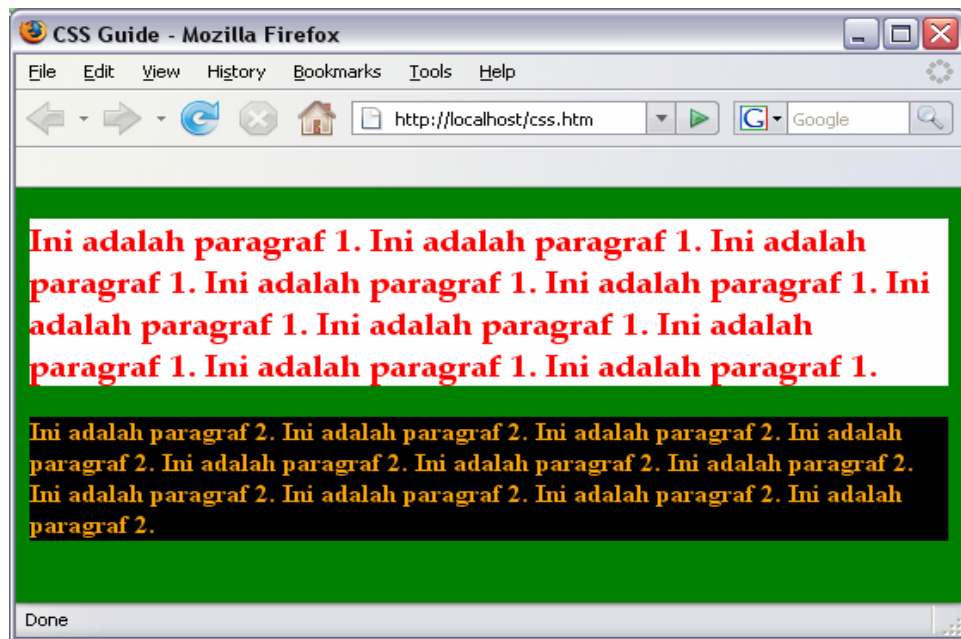 CSS Guide - Mozilla Firefox
File Edit View History Bookmarks Tools Help
http://localhost/css.htm G Google
Ini adalah paragraf 1. Ini adalah paragraf 1. Ini adalah
paragraf 1. Ini adalah paragraf 1. Ini adalah paragraf 1. Ini
adalah paragraf 1. Ini adalah paragraf 1. Ini adalah
paragraf 1. Ini adalah paragraf 1. Ini adalah paragraf 1.
Ini adalah paragraf 2. Ini adalah paragraf 2. Ini adalah paragraf 2. Ini adalah
paragraf 2. Ini adalah paragraf 2. Ini adalah paragraf 2. Ini adalah paragraf 2.
Ini adalah paragraf 2. Ini adalah paragraf 2. Ini adalah paragraf 2. Ini adalah
paragraf 2.
Done